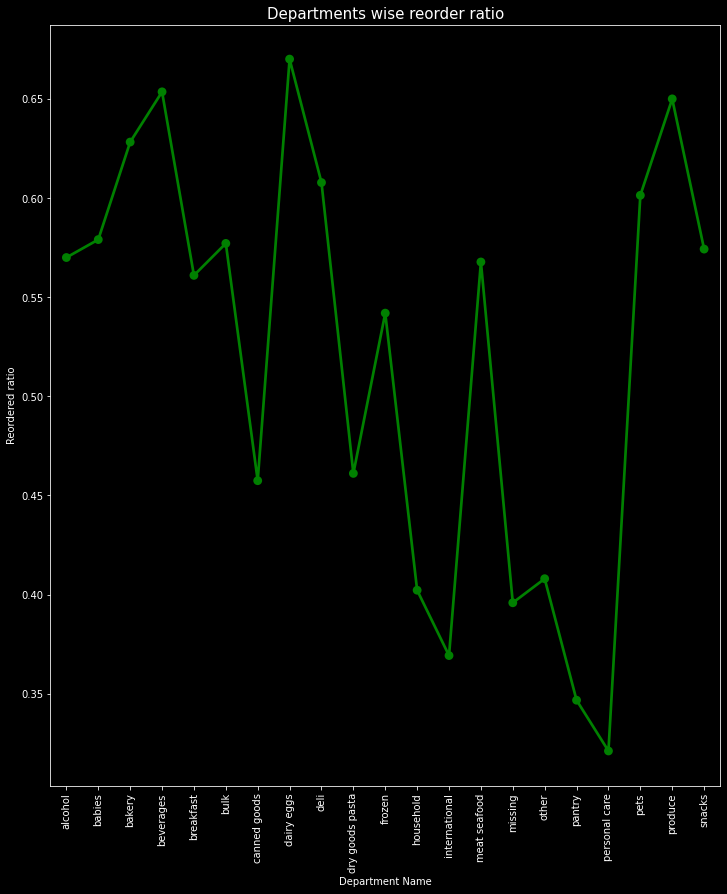 Departments wise reorder ratio
Reordered ratio
0.65
0.60
0.55
0.50
0.45
0.40
0.35
alcohol
babies
bakery
beverages
breakfast
bulk
canned goods
dairy eggs
deli
dry goods pasta
frozen
household
international
meat seafood
missing
other
pantry
personal care
pets
produce
snacks
Department Name